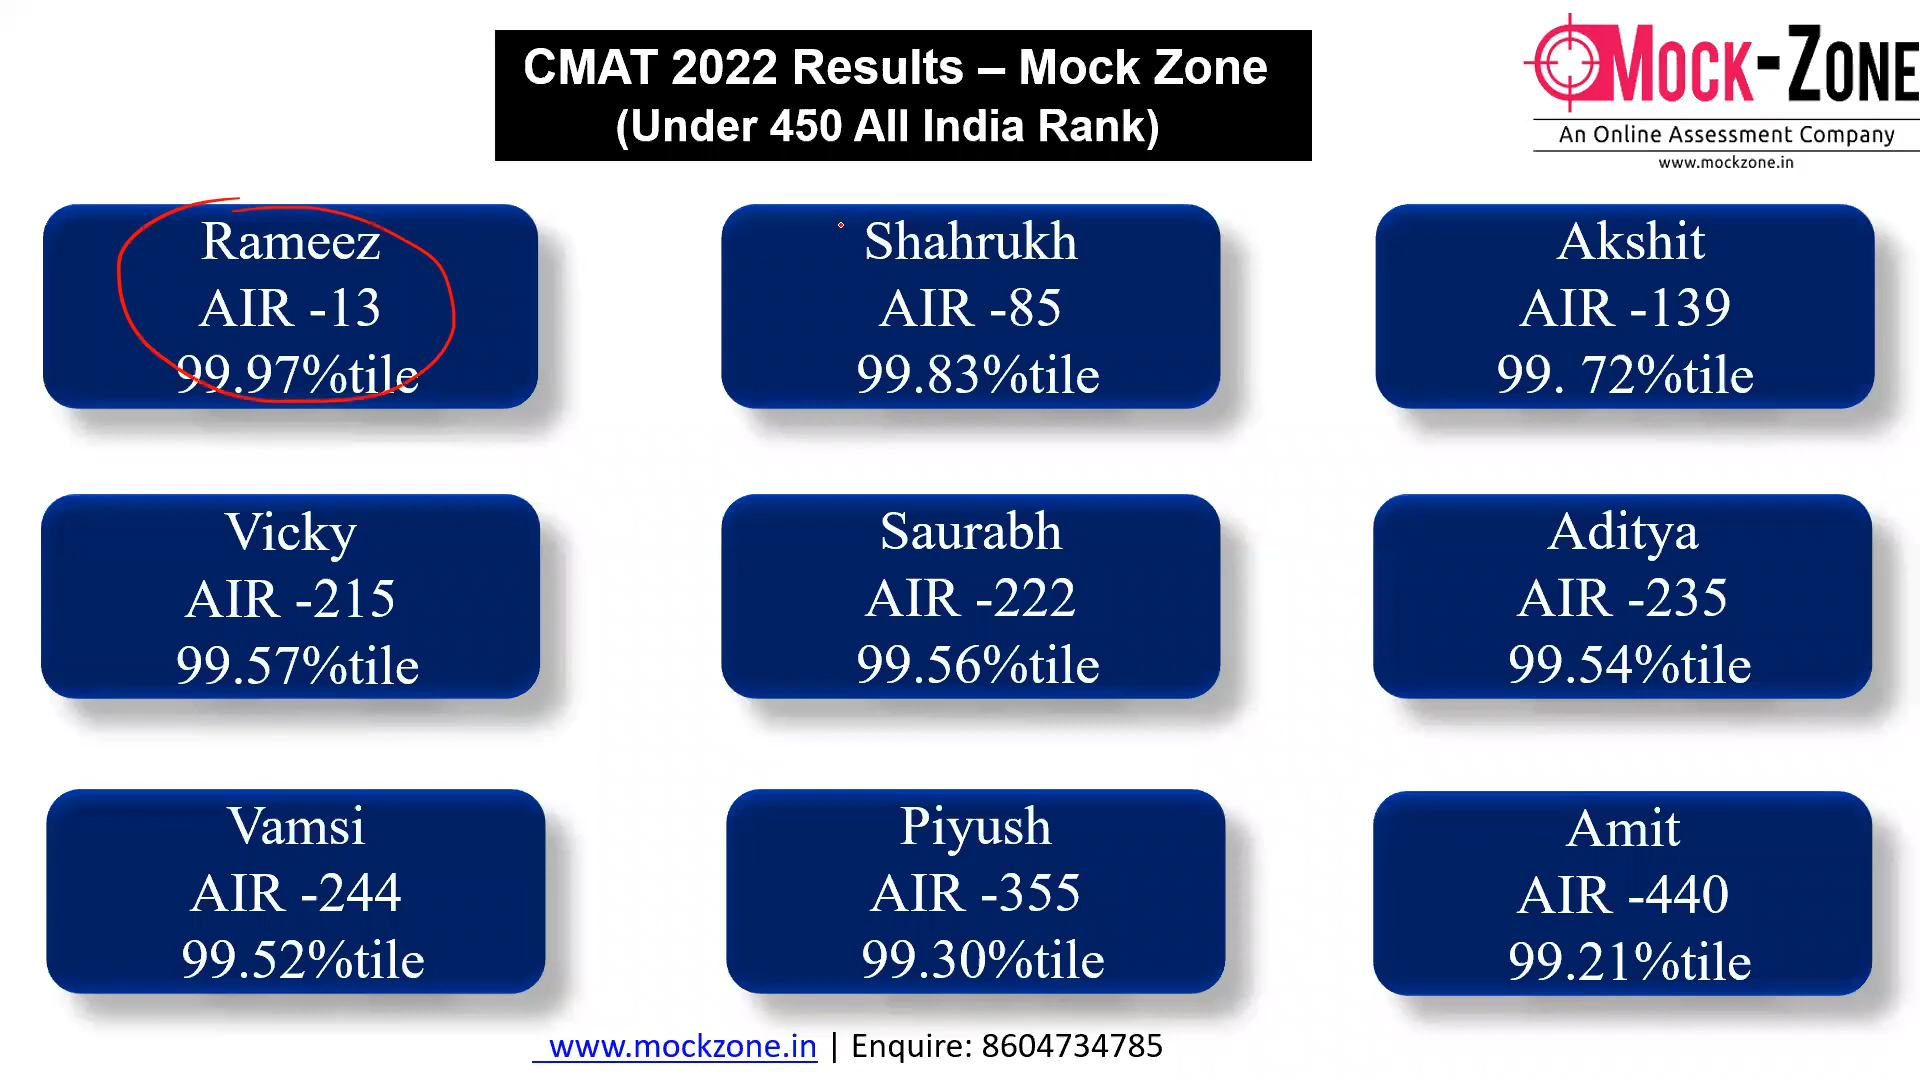 CMAT 2022 Results – Mock Zone
(Under 450 All India Rank)
MOCK-ZONE
An Online Assessment Company
www.mockzone.in
Rameez
AIR -13
99.97%tile
Shahrukh
AIR -85
99.83%tile
Akshit
AIR -139
99. 72%tile
Vicky
AIR -215
99.57%tile
Saurabh
AIR -222
99.56%tile
Aditya
AIR -235
99.54%tile
Vamsi
AIR -244
99.52%tile
Piyush
AIR -355
99.30%tile
Amit
AIR -440
99.21%tile
www.mockzone.in | Enquire: 8604734785